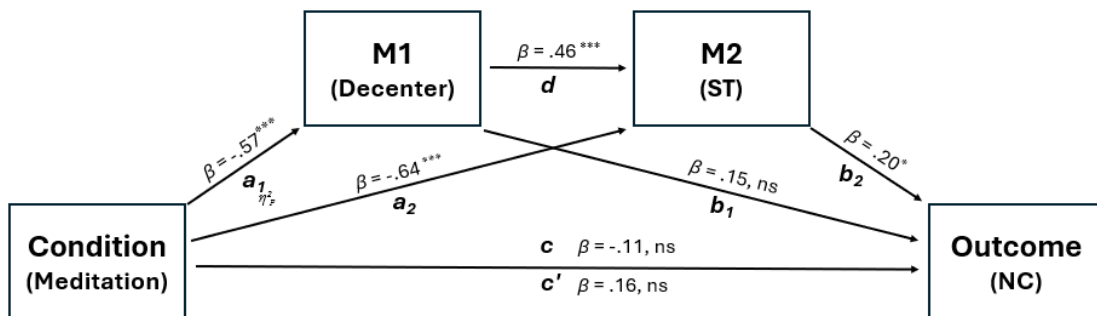 M1
(Decenter)
β = .46 ***
d
M2
(ST)
β = -.57***
a₁
η²ₚ
β = -.64 ***
a₂
β = .15, ns
b₁
β = .20*
b₂
Condition
(Meditation)
c β = -.11, ns
c' β = .16, ns
Outcome
(NC)